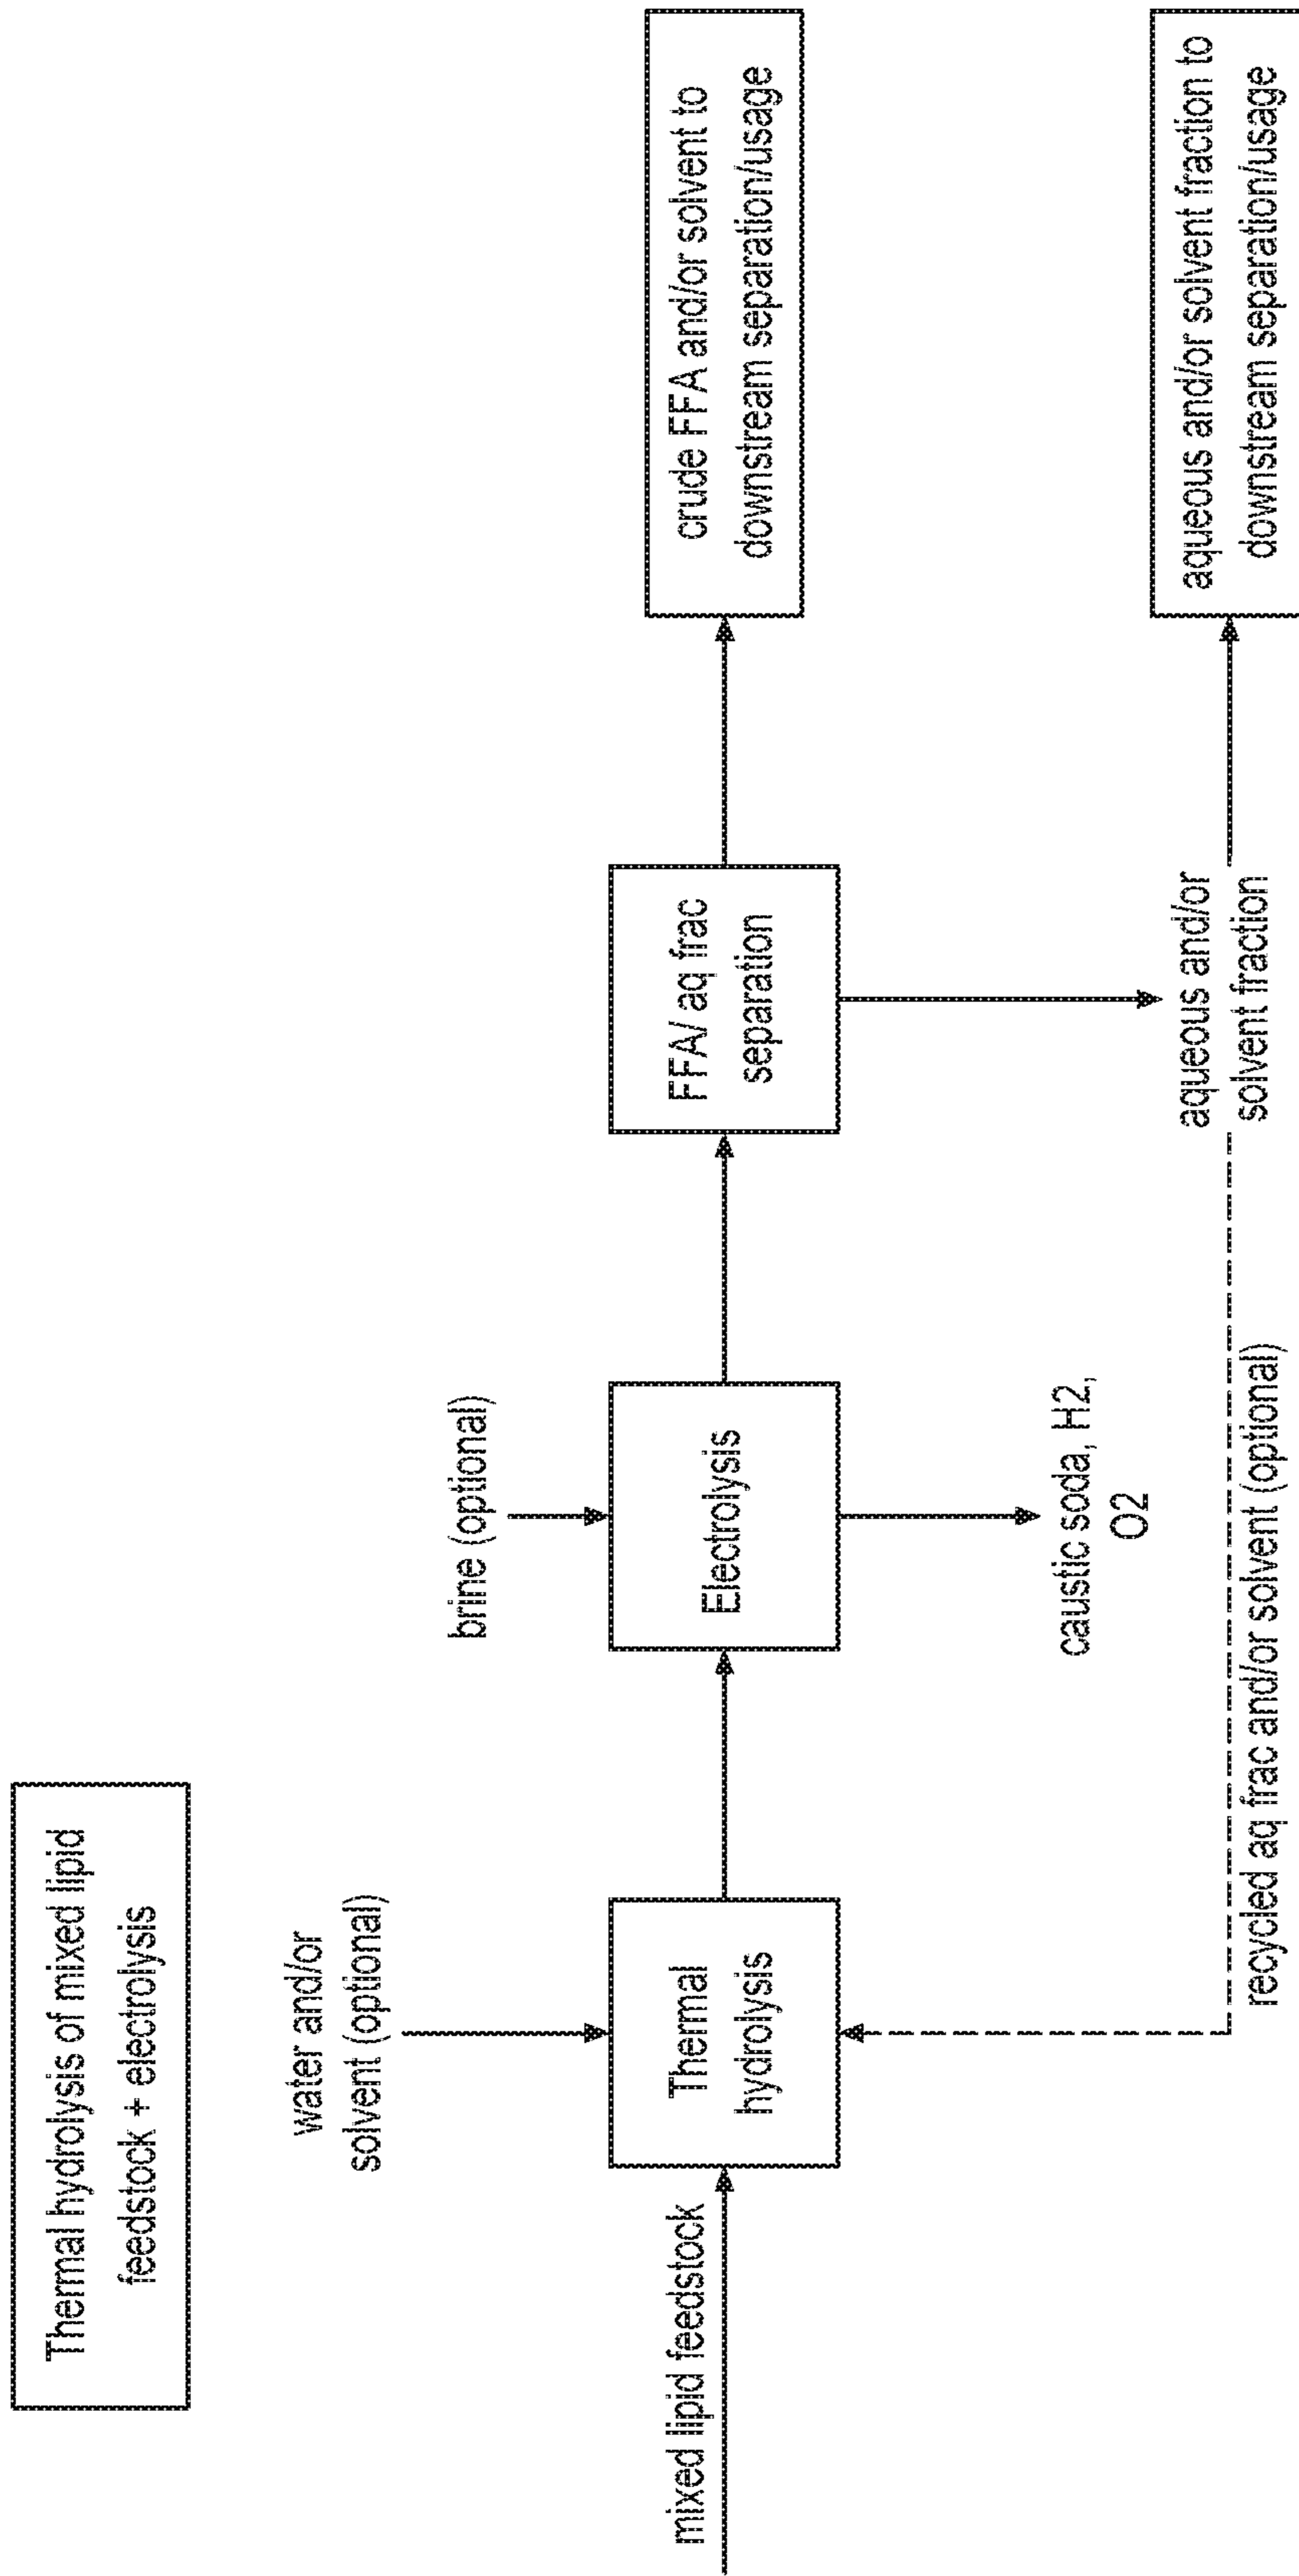 Thermal hydrolysis of mixed lipid
feedstock + electrolysis
water and/or
solvent (optional)
brine (optional)
mixed lipid feedstock
Thermal
hydrolysis
Electrolysis
FFA/ aq frac
separation
crude FFA and/or solvent to
downstream separation/usage
caustic soda, H2,
O2
aqueous and/or
solvent fraction
aqueous and/or solvent fraction to
downstream separation/usage
recycled aq frac and/or solvent (optional)